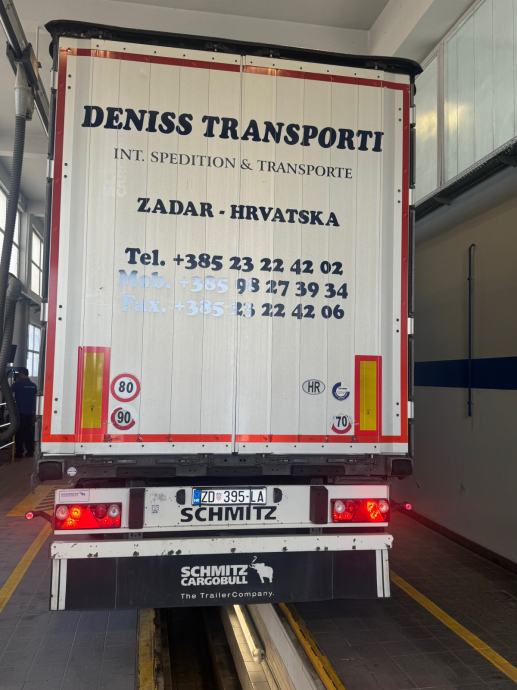 DENISS TRANSPORTI
INT. SPEDITION & TRANSPORTE
ZADAR - HRVATSKA
Tel. +385 23 22 42 02
Mob. +385 98 27 39 34
Fax. +385 23 22 42 06
80
90
HR
70
ZD 395-LA
SCHMITZ
SCHMITZ
CARGOBULL
The TrailerCompany.